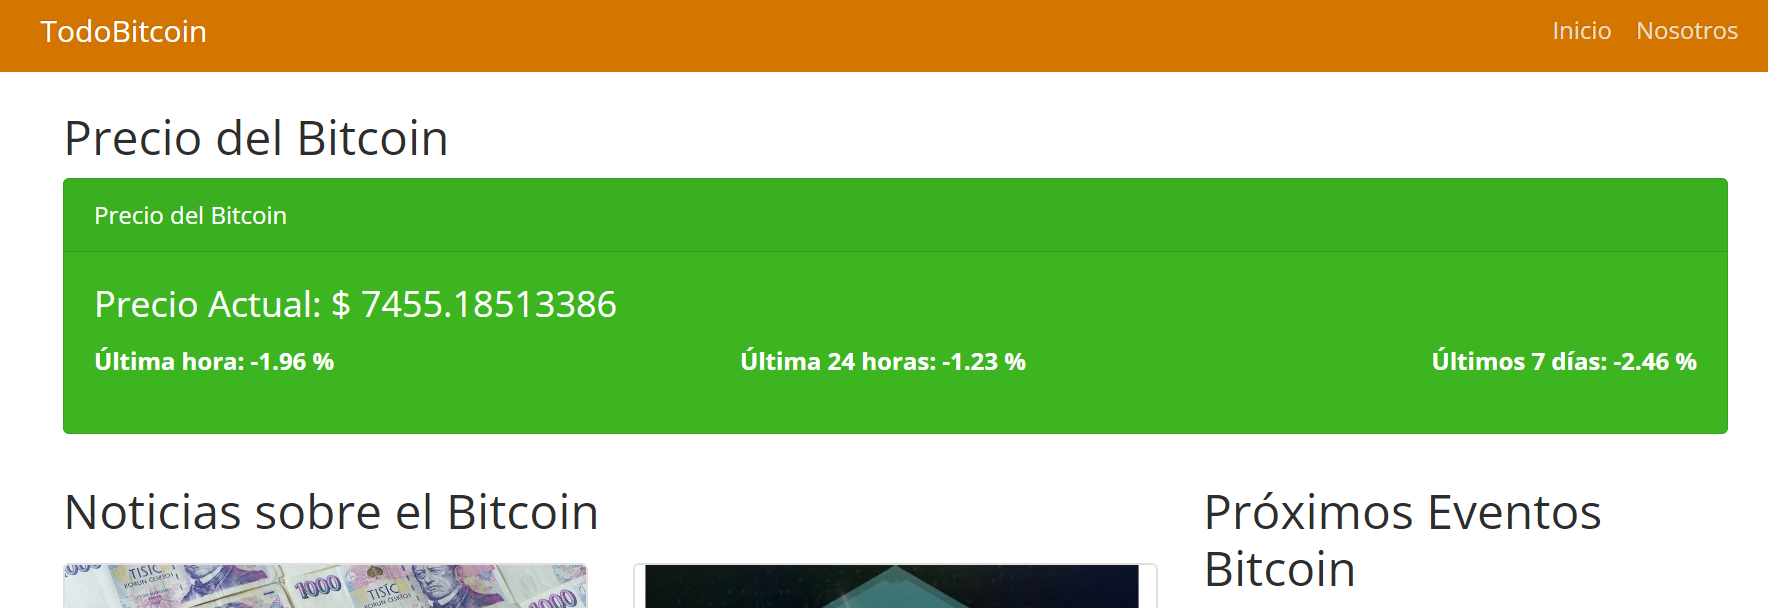 TodoBitcoin
Inicio Nosotros
Precio del Bitcoin
Precio del Bitcoin
Precio Actual: $ 7455.18513386
Última hora: -1.96 %
Última 24 horas: -1.23 %
Últimos 7 días: -2.46 %
Noticias sobre el Bitcoin
TISÍC
KORUN ČESKÝCH
1000
TISÍC
KORUN ČESKÝCH
1000
Próximos Eventos
Bitcoin